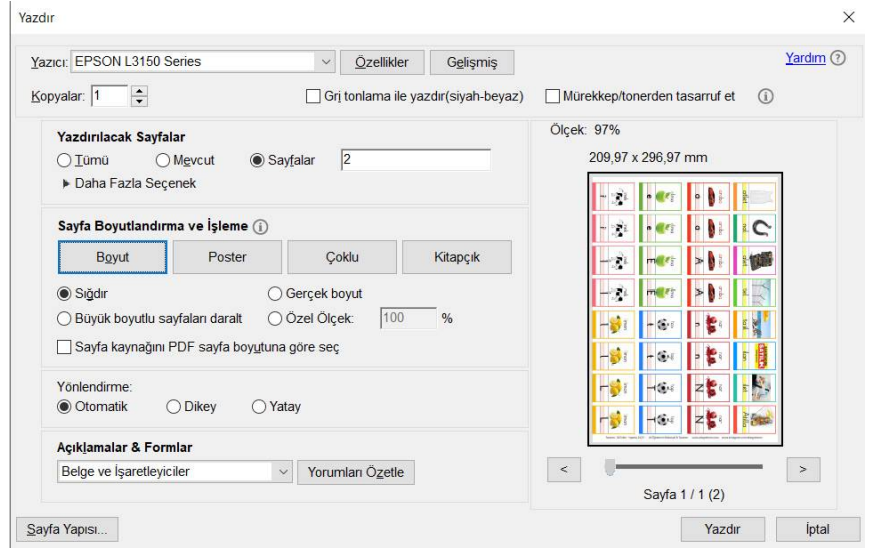 Yazdır
Yazıcı: EPSON L3150 Series Özellikler Gelişmiş Yardım
Kopyalar: 1 Gri tonlama ile yazdır(siyah-beyaz) Mürekkep/tonerden tasarruf et
Yazdırılacak Sayfalar
Tümü Mevcut Sayfalar 2
Daha Fazla Seçenek
Sayfa Boyutlandırma ve İşleme
Boyut Poster Çoklu Kitapçık
Sığdır Gerçek boyut
Büyük boyutlu sayfaları daralt Özel Ölçek: 100 %
Sayfa kaynağını PDF sayfa boyutuna göre seç
Yönlendirme:
Otomatik Dikey Yatay
Açıklamalar & Formlar
Belge ve İşaretleyiciler Yorumları Özetle
Ölçek: 97%
209,97 x 296,97 mm
< >
Sayfa 1 / 1 (2)
Sayfa Yapısı... Yazdır İptal